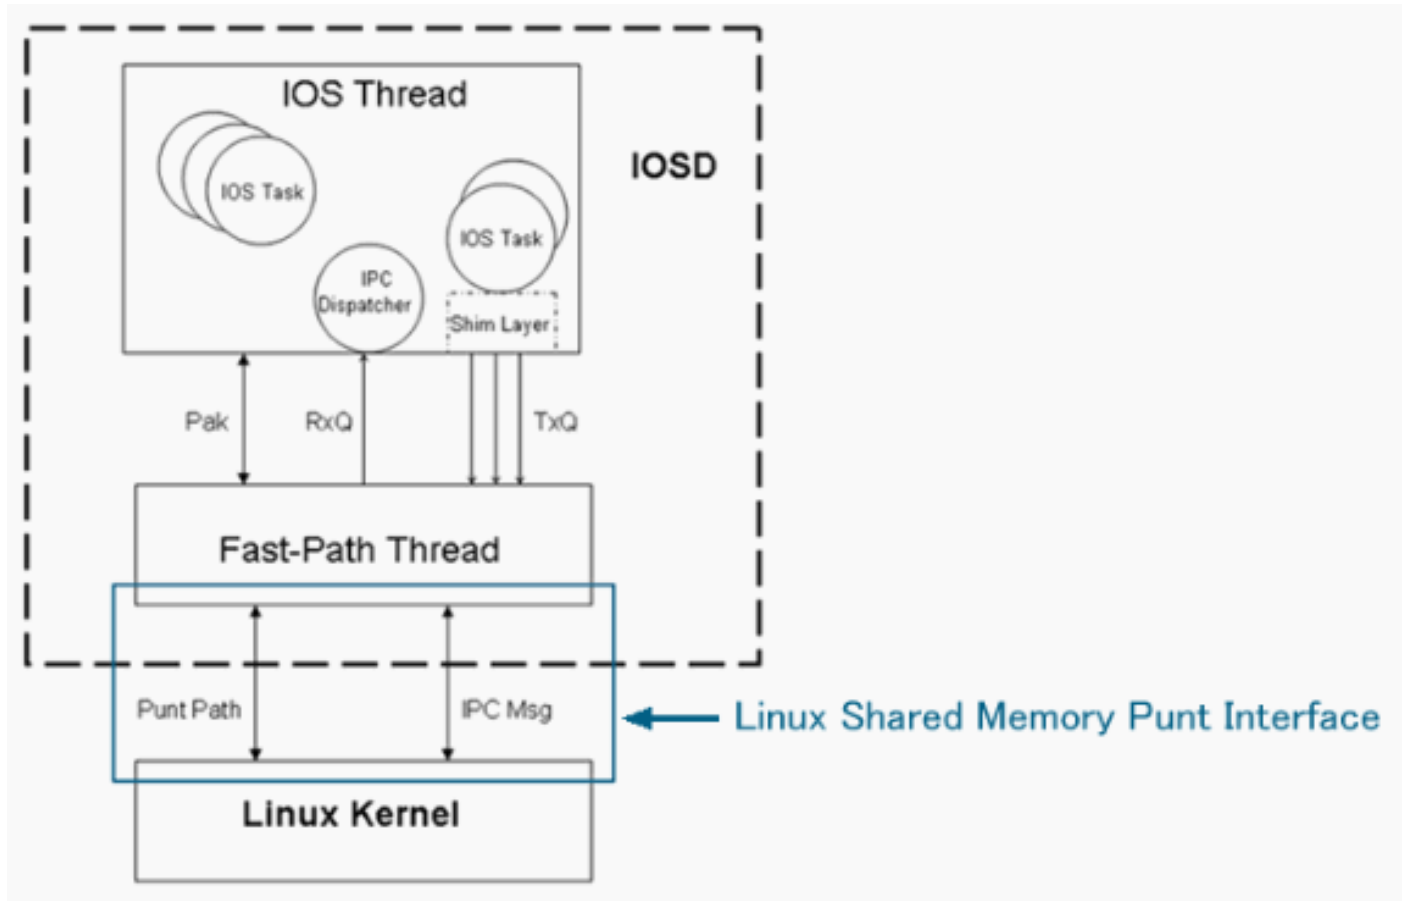 IOS Thread
IOSD
IOS Task
IOS Task
IPC
Dispatcher
Shim Layer
Pak
RxQ
TxQ
Fast-Path Thread
Punt Path
IPC Msg
Linux Shared Memory Punt Interface
Linux Kernel